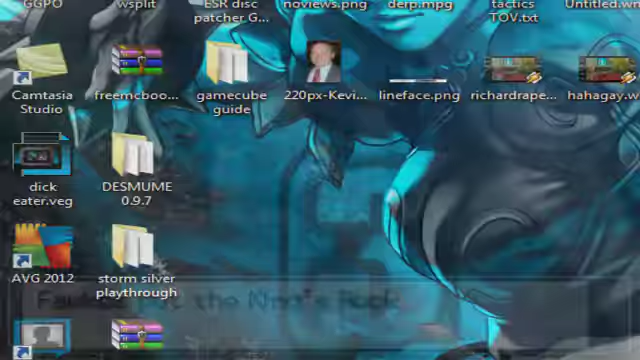 GGPO
wsplit
ESR disc
patcher G...
noviews.png
derp.mpg
tactics
TOV.txt
Untitled.wm
Camtasia
Studio
freemcboo...
gamecube
guide
220px-Kevi...
lineface.png
richardrape...
hahagay.w
dick
eater.veg
DESMUME
0.9.7
AVG 2012
storm silver
playthrough